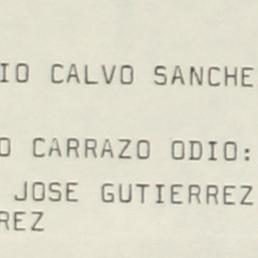 IO CALVO SANCHE
O CARRAZO ODIO:
JOSE GUTIERREZ
REZ